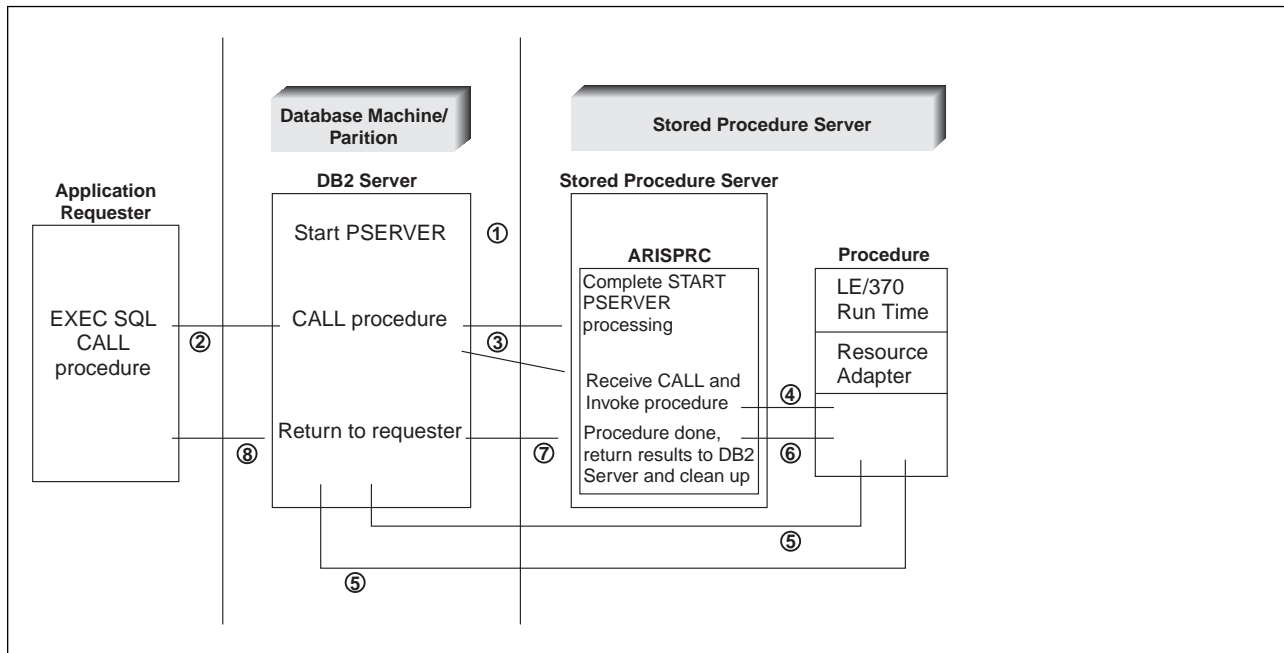 Database Machine/
Parition
Stored Procedure Server
Application
Requester
EXEC SQL
CALL
procedure
②
⑧
DB2 Server
Start PSERVER
①
CALL procedure
③
Return to requester
⑦
Stored Procedure Server
ARISPRC
Complete START
PSERVER
processing
Receive CALL and
Invoke procedure
④
Procedure done,
return results to DB2
Server and clean up
⑥
Procedure
LE/370
Run Time
Resource
Adapter
⑤
⑤